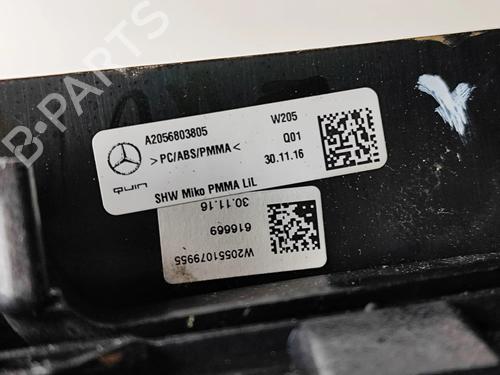 B-PARTS
A2056803805 W205
>PC/ABS/PMMA< Q01
30.11.16
quin
SHW Miko PMMA LIL
30.11.16
616669
W20551079955